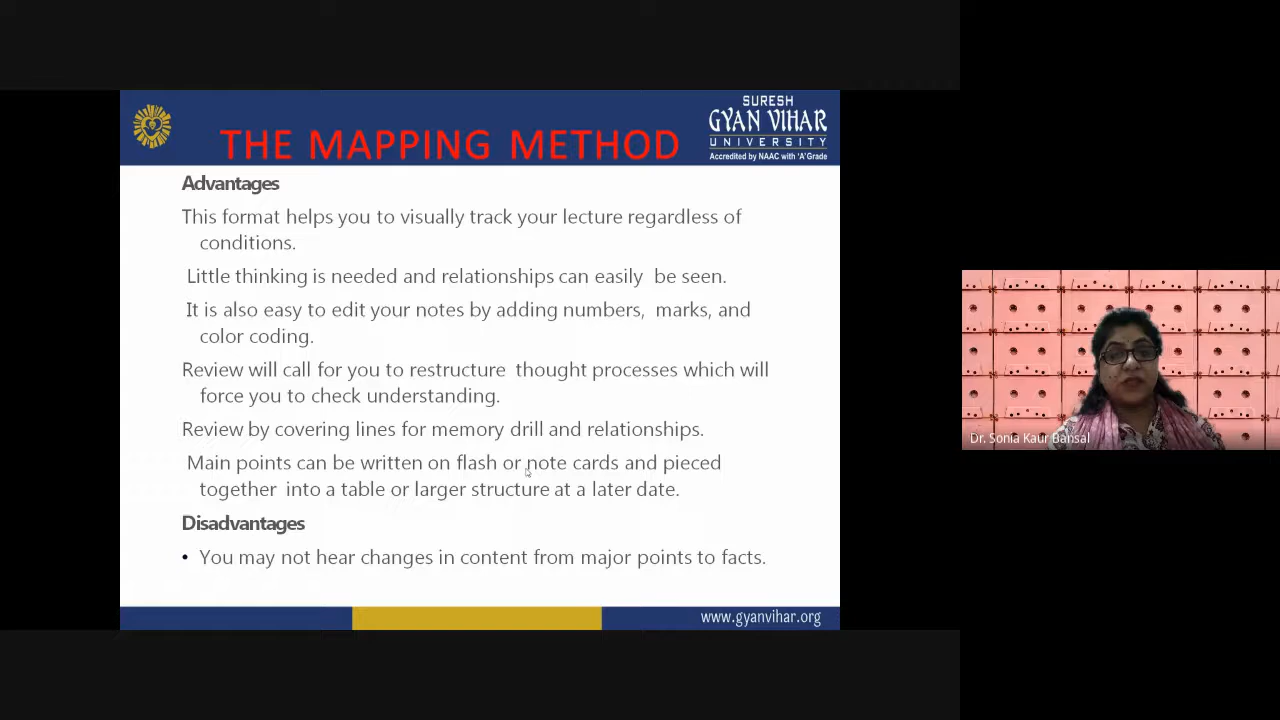 SURESH
GYAN VIHAR
UNIVERSITY
Accredited by NAAC with 'A'Grade
THE MAPPING METHOD
Advantages
This format helps you to visually track your lecture regardless of
conditions.
Little thinking is needed and relationships can easily be seen.
It is also easy to edit your notes by adding numbers, marks, and
color coding.
Review will call for you to restructure thought processes which will
force you to check understanding.
Review by covering lines for memory drill and relationships.
Main points can be written on flash or note cards and pieced
together into a table or larger structure at a later date.
Disadvantages
• You may not hear changes in content from major points to facts.
www.gyanvihar.org
Dr. Sonia Kaur Bansal